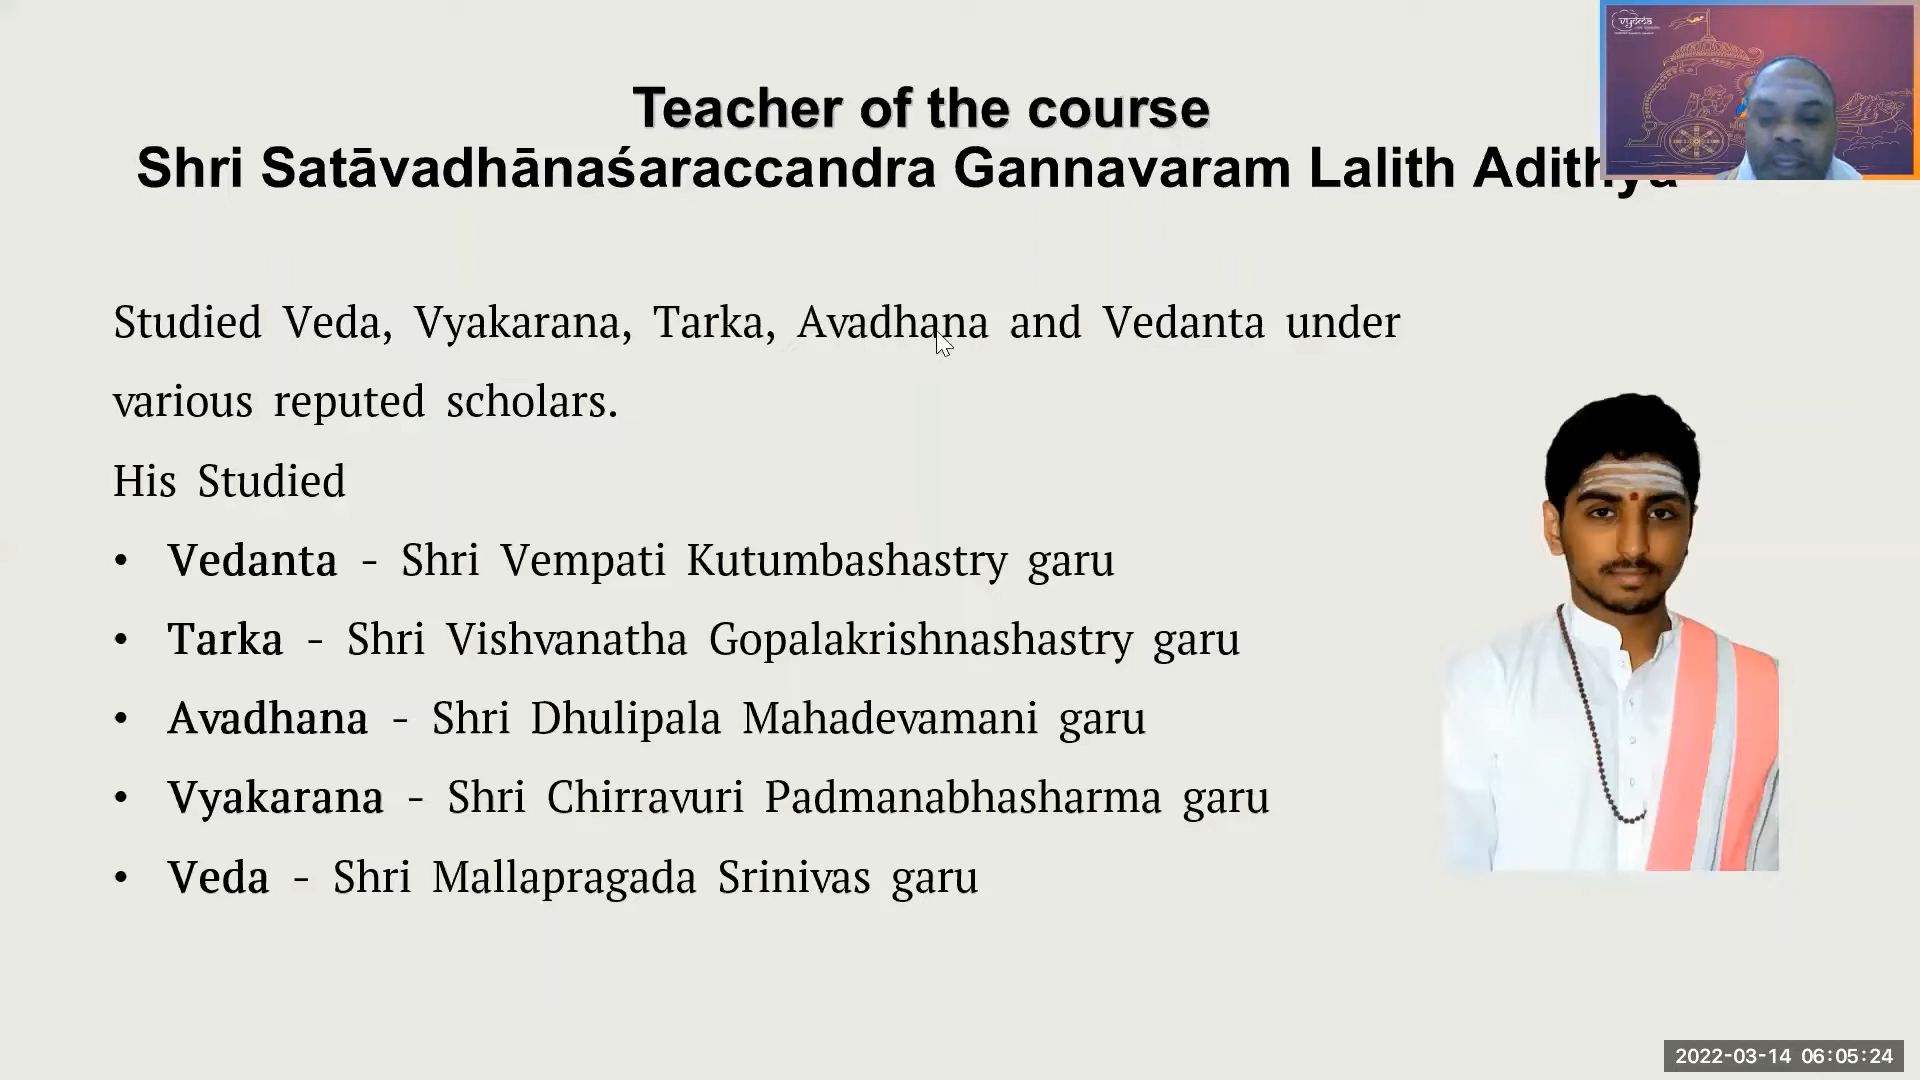 vyoma
Teacher of the course
Shri Satāvadhānaśaraccandra Gannavaram Lalith Adithya
Studied Veda, Vyakarana, Tarka, Avadhana and Vedanta under
various reputed scholars.
His Studied
• Vedanta - Shri Vempati Kutumbashastry garu
• Tarka - Shri Vishvanatha Gopalakrishnashastry garu
• Avadhana - Shri Dhulipala Mahadevamani garu
• Vyakarana - Shri Chirravuri Padmanabhasharma garu
• Veda - Shri Mallapragada Srinivas garu
2022-03-14 06:05:24